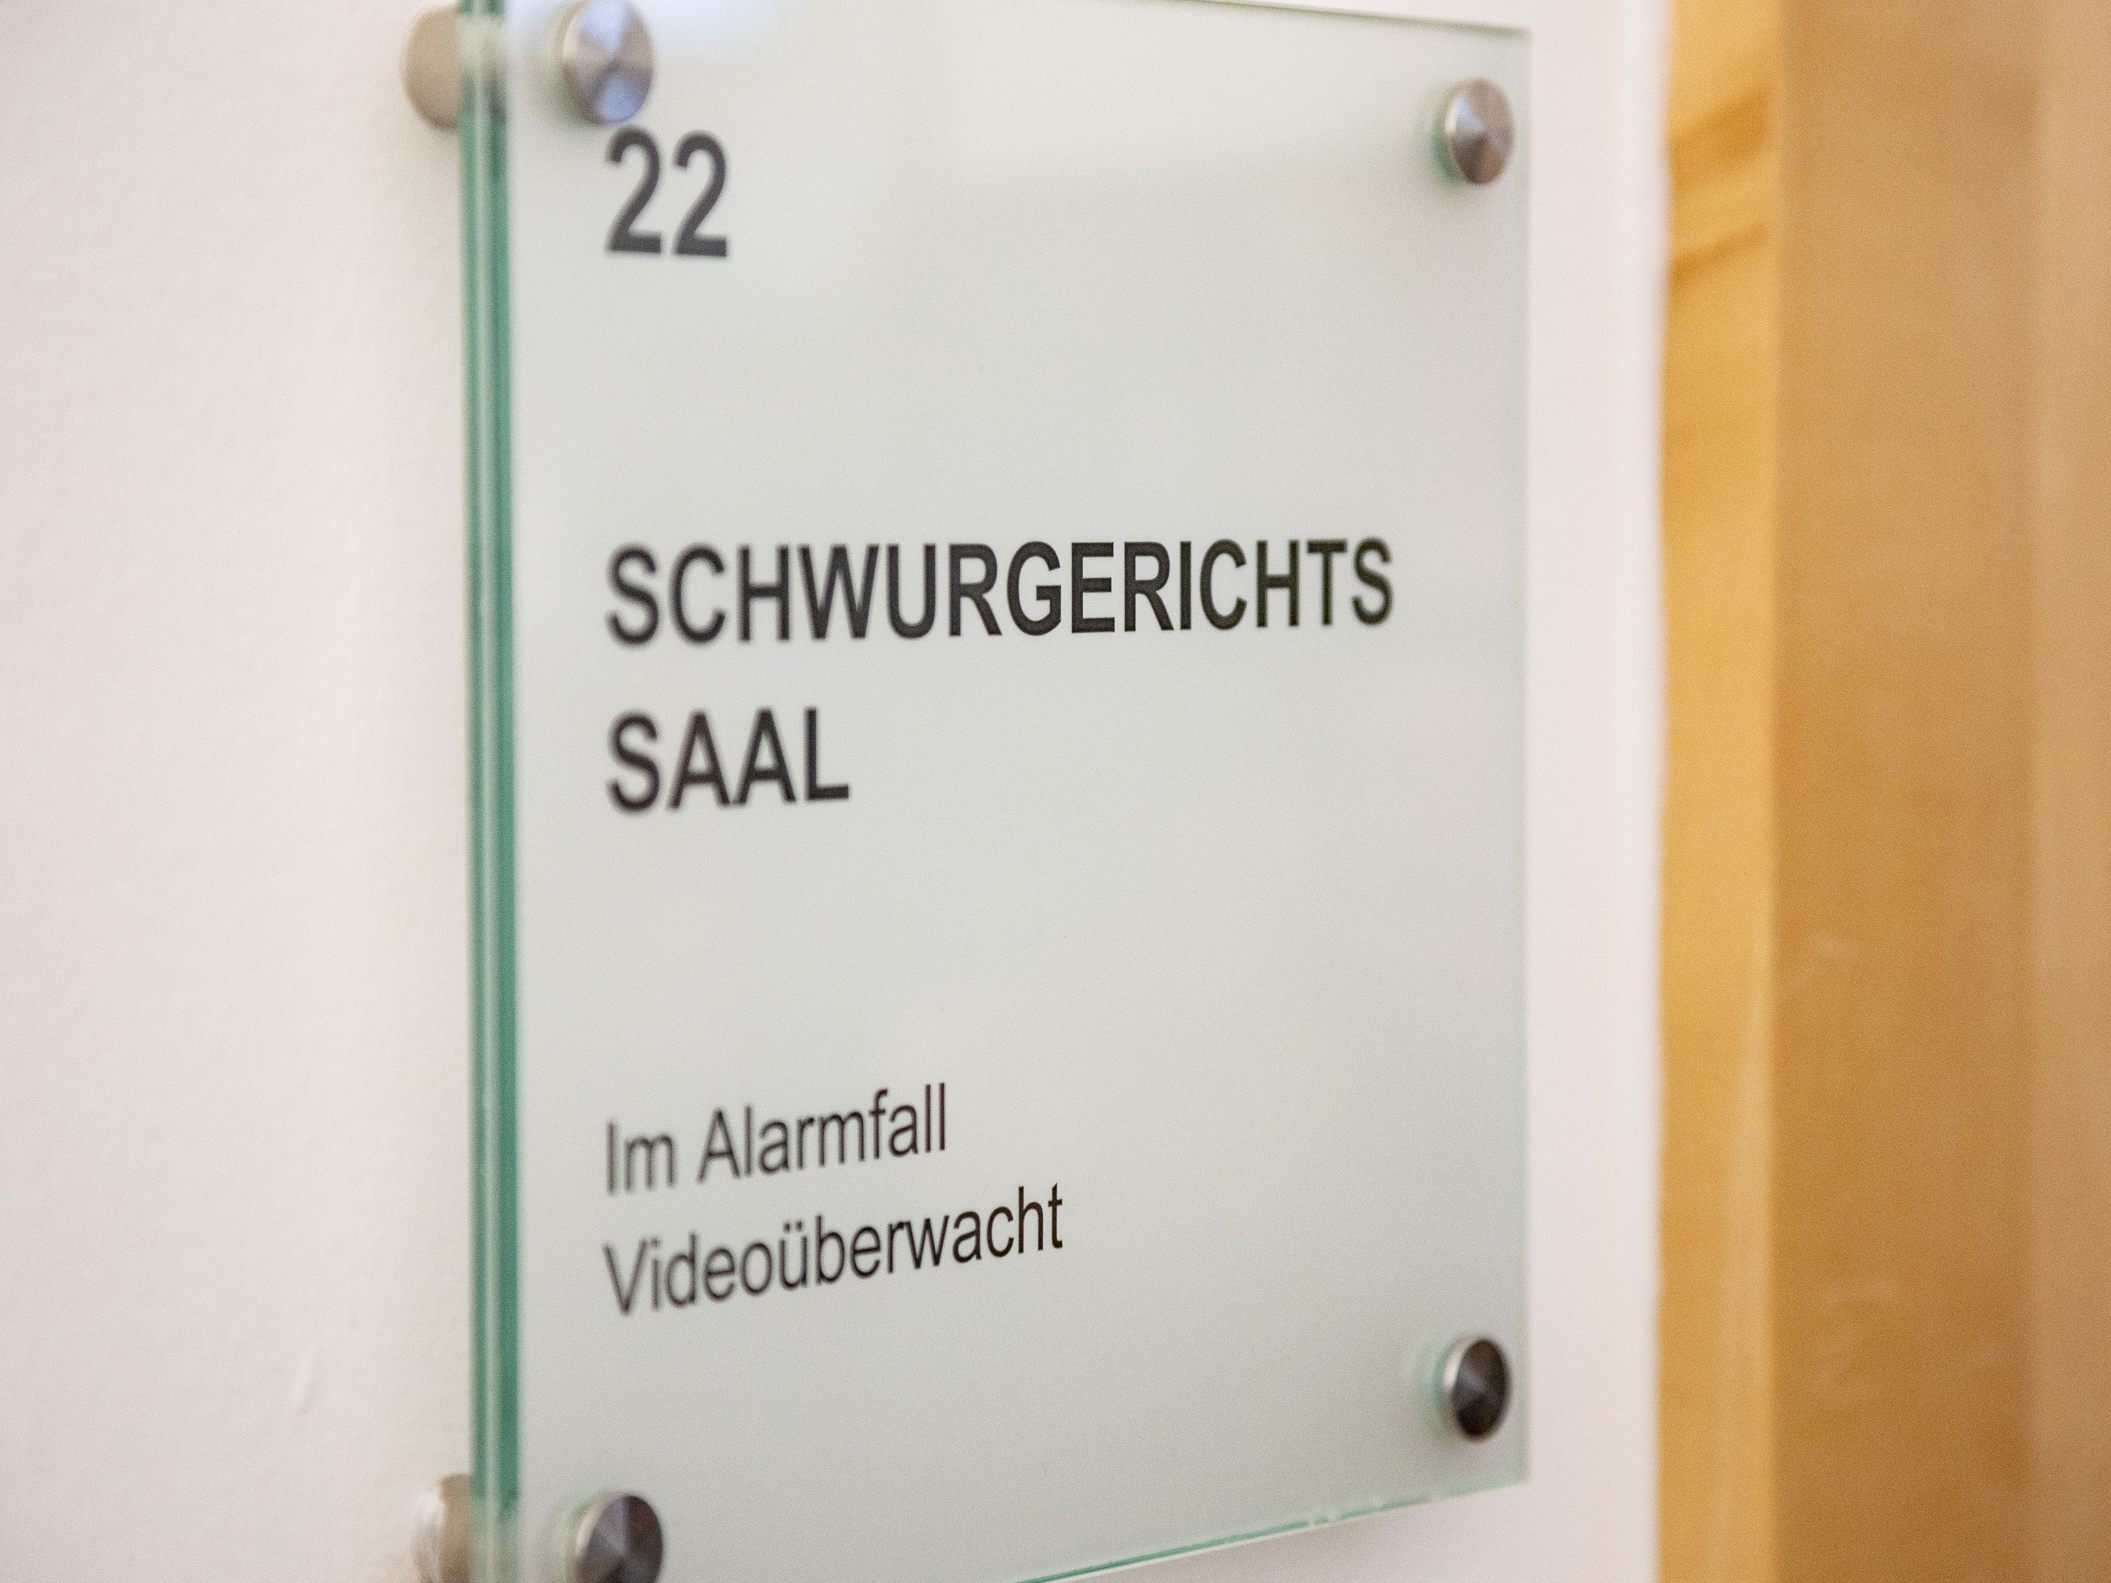 22
SCHWURGERICHTS
SAAL
Im Alarmfall
Videoüberwacht